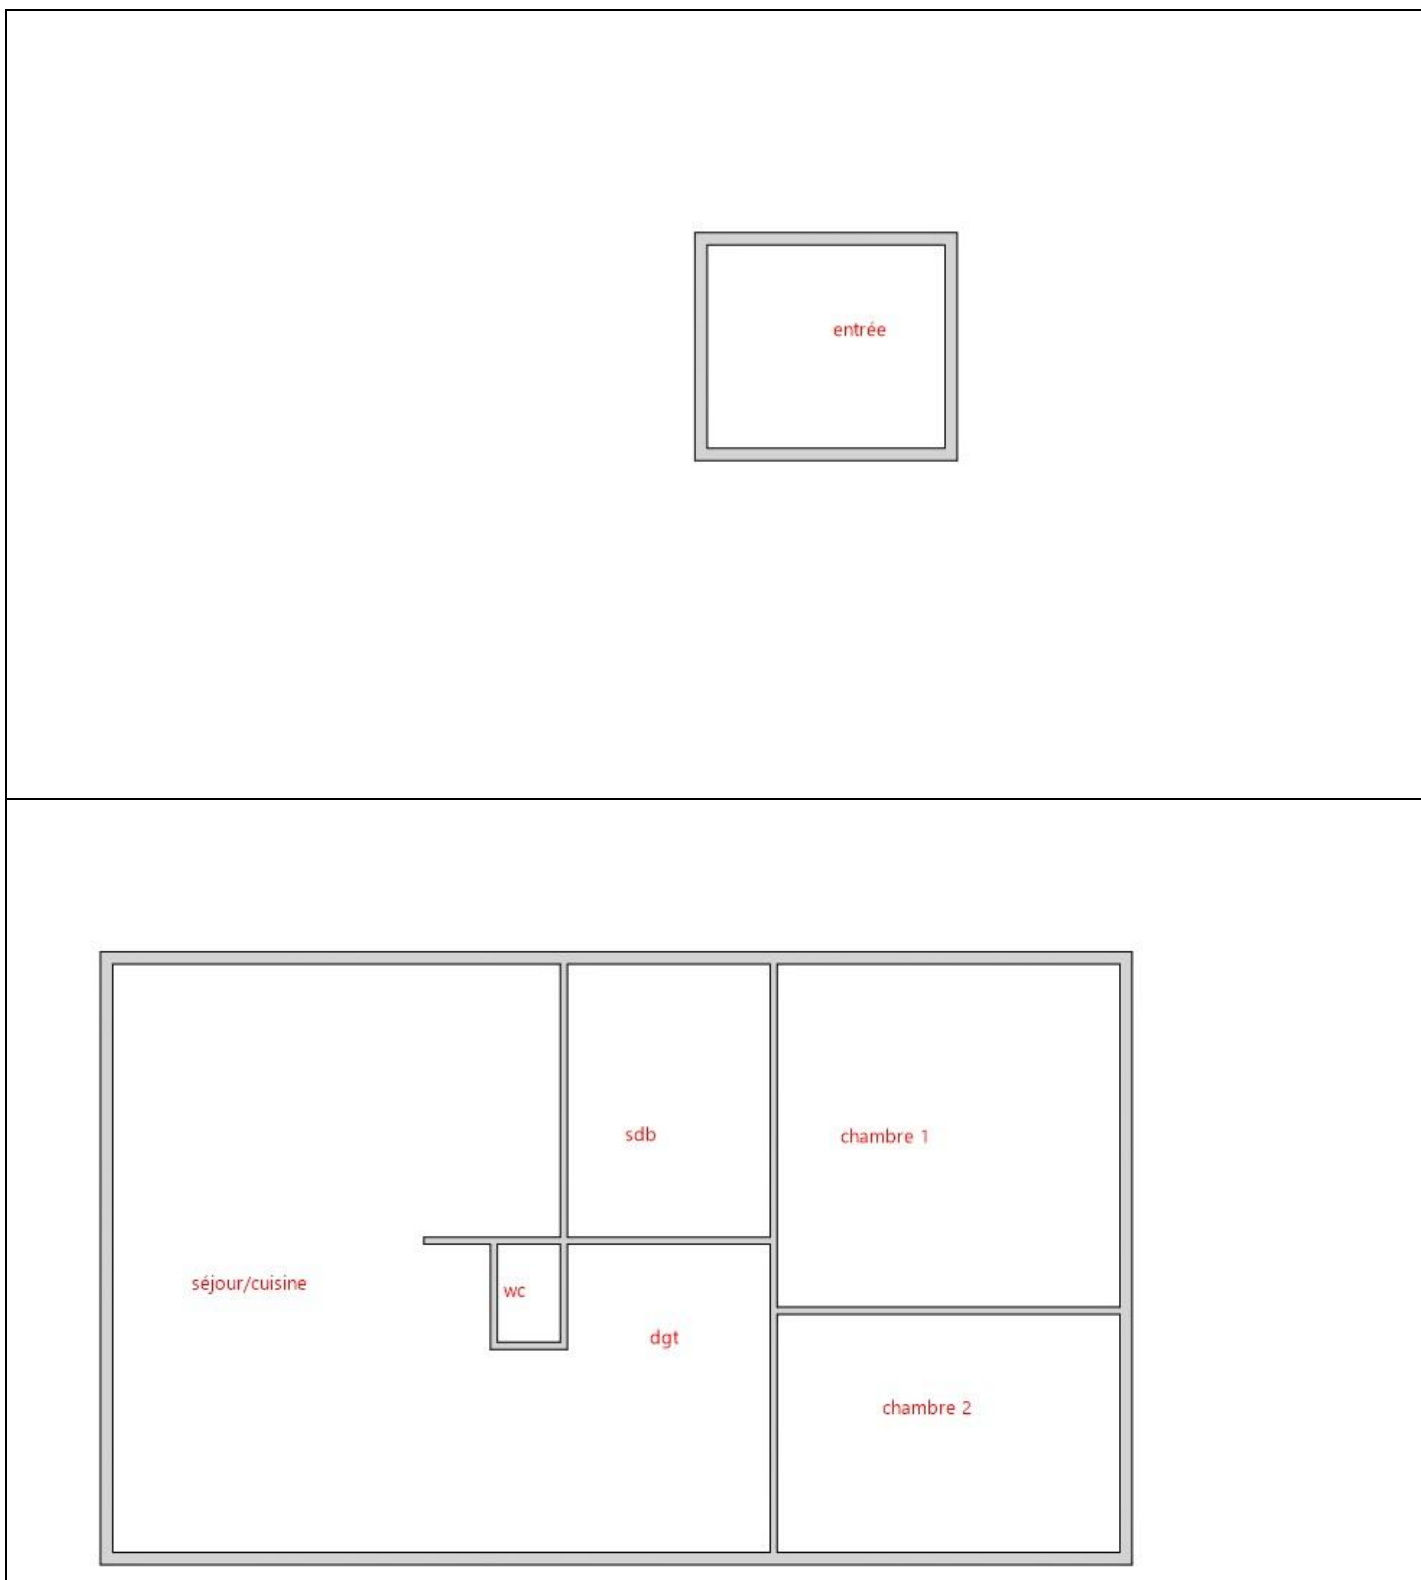 entrée
sdb
chambre 1
séjour/cuisine
wc
dgt
chambre 2